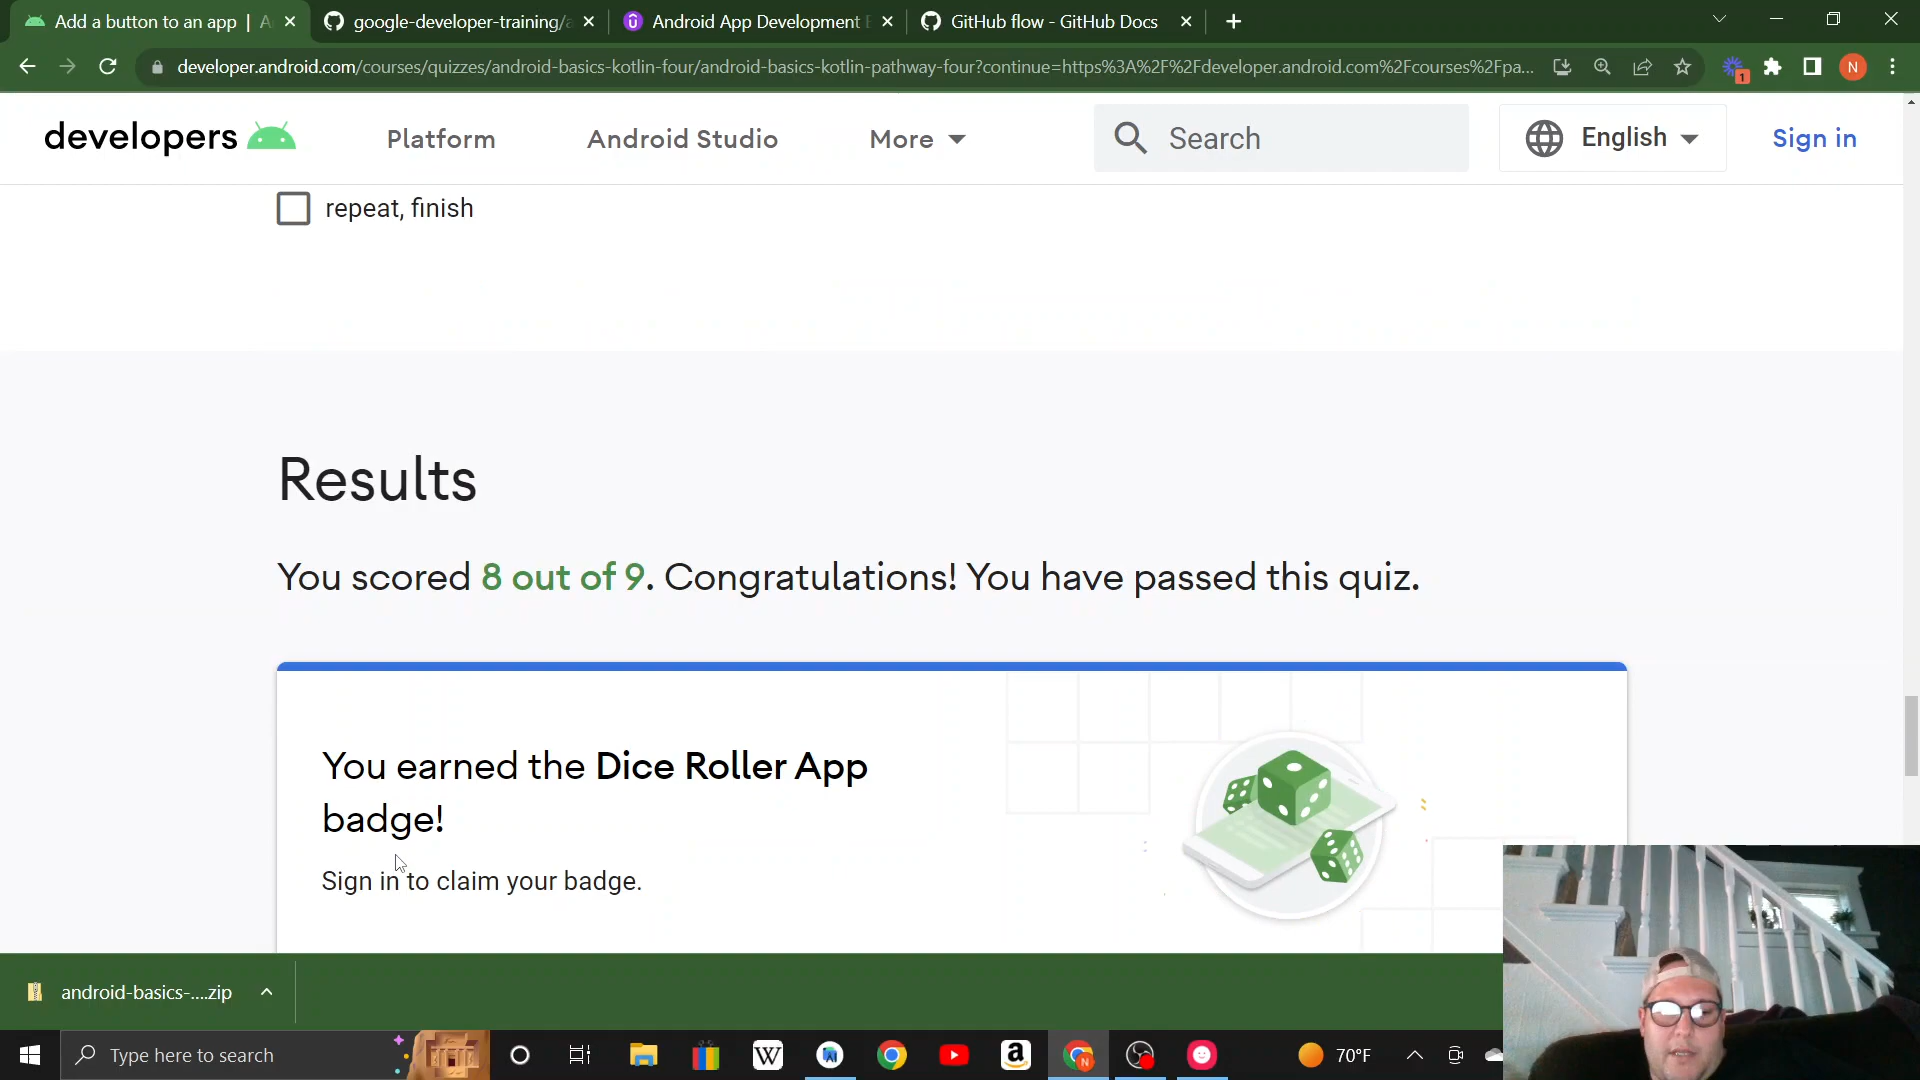 Add a button to an app | A
google-developer-training/a
Android App Development E
GitHub flow - GitHub Docs
developer.android.com/courses/quizzes/android-basics-kotlin-four/android-basics-kotlin-pathway-four?continue=https%3A%2F%2Fdeveloper.android.com%2Fcourses%2Fpa...
1
N
developers
Platform
Android Studio
More
Search
English
Sign in
repeat, finish
Results
You scored 8 out of 9. Congratulations! You have passed this quiz.
You earned the Dice Roller App
badge!
Sign in to claim your badge.
android-basics-....zip
Type here to search
W
a
N
70°F